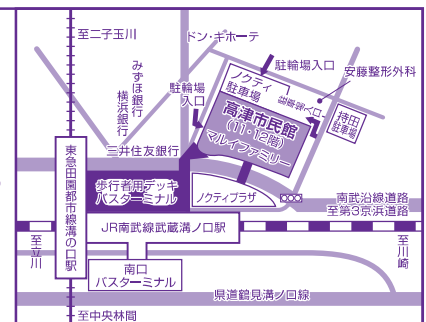 至二子玉川
ドン・キホーテ
みずほ銀行
横浜銀行
駐輪場
入口
駐輪場入口
安藤整形外科
ノクティ
駐車場
駐車場入口
持田
駐車場
高津市民館
(11・12階)
マルイファミリー
三井住友銀行
東急田園都市線溝の口駅
歩行者用デッキ
バスターミナル
ノクティプラザ
南武沿線道路
至第3京浜道路
JR南武線武蔵溝ノ口駅
至立川
至川崎
南口
バスターミナル
県道鶴見溝ノ口線
至中央林間